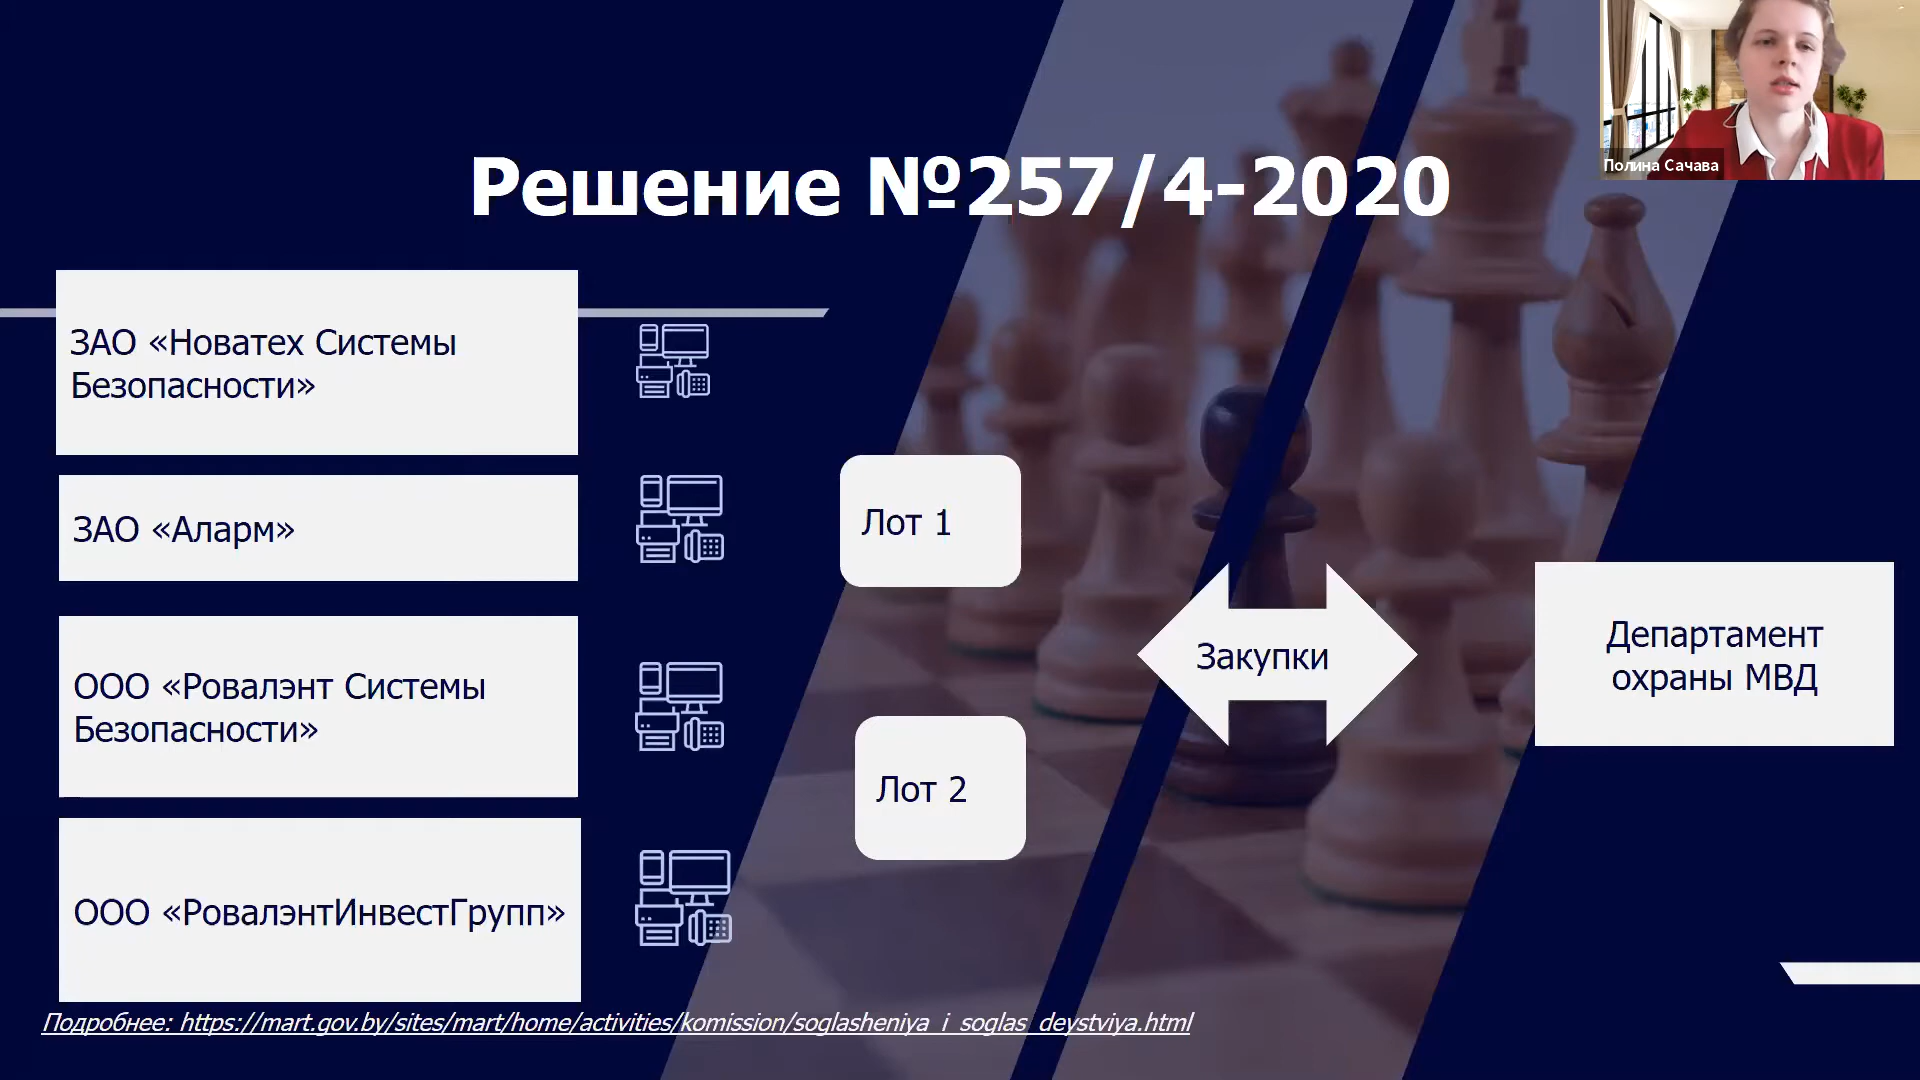 Полина Сачава
Решение №257/4-2020
ЗАО «Новатех Системы
Безопасности»
ЗАО «Аларм»
ООО «Ровалэнт Системы
Безопасности»
ООО «РовалэнтИнвестГрупп»
Лот 1
Лот 2
Закупки
Департамент
охраны МВД
Подробнее: https://mart.gov.by/sites/mart/home/activities/komission/soglasheniya_i_soglas_deystviya.html